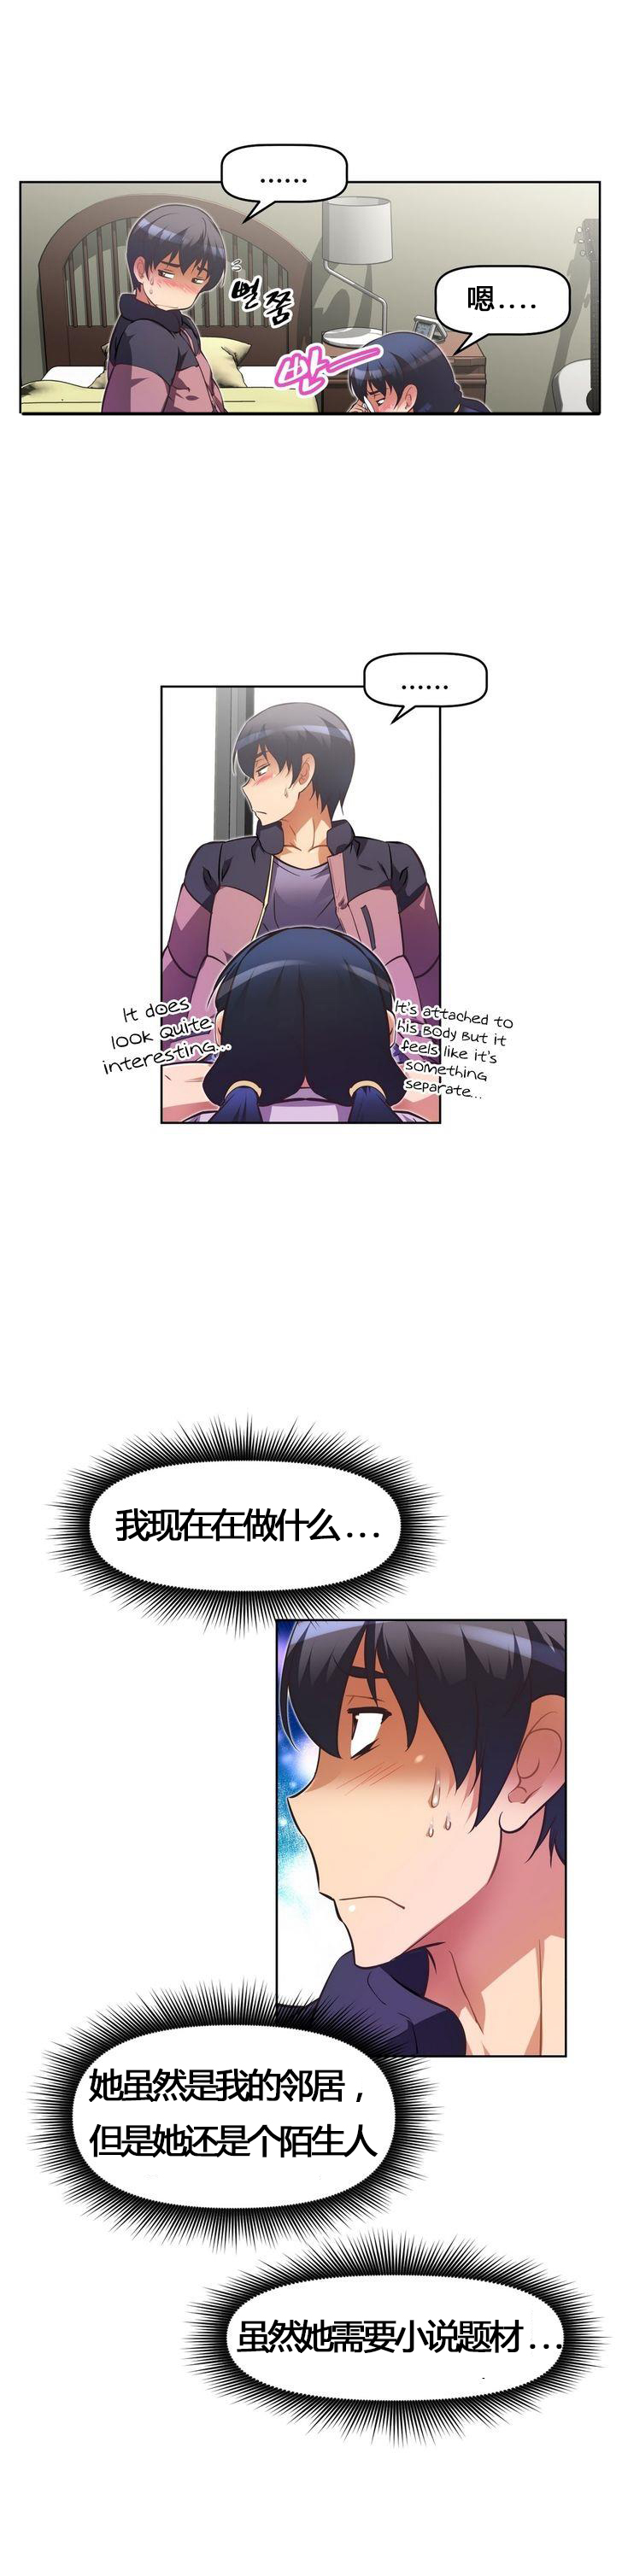 ......
嗯....
뻘
쭘
빤―
......
It does
look quite
interesting...
It's attached to
his body but it
feels like it's
something
separate...
我现在在做什么...
她虽然是我的邻居，
但是她还是个陌生人
虽然她需要小说题材...